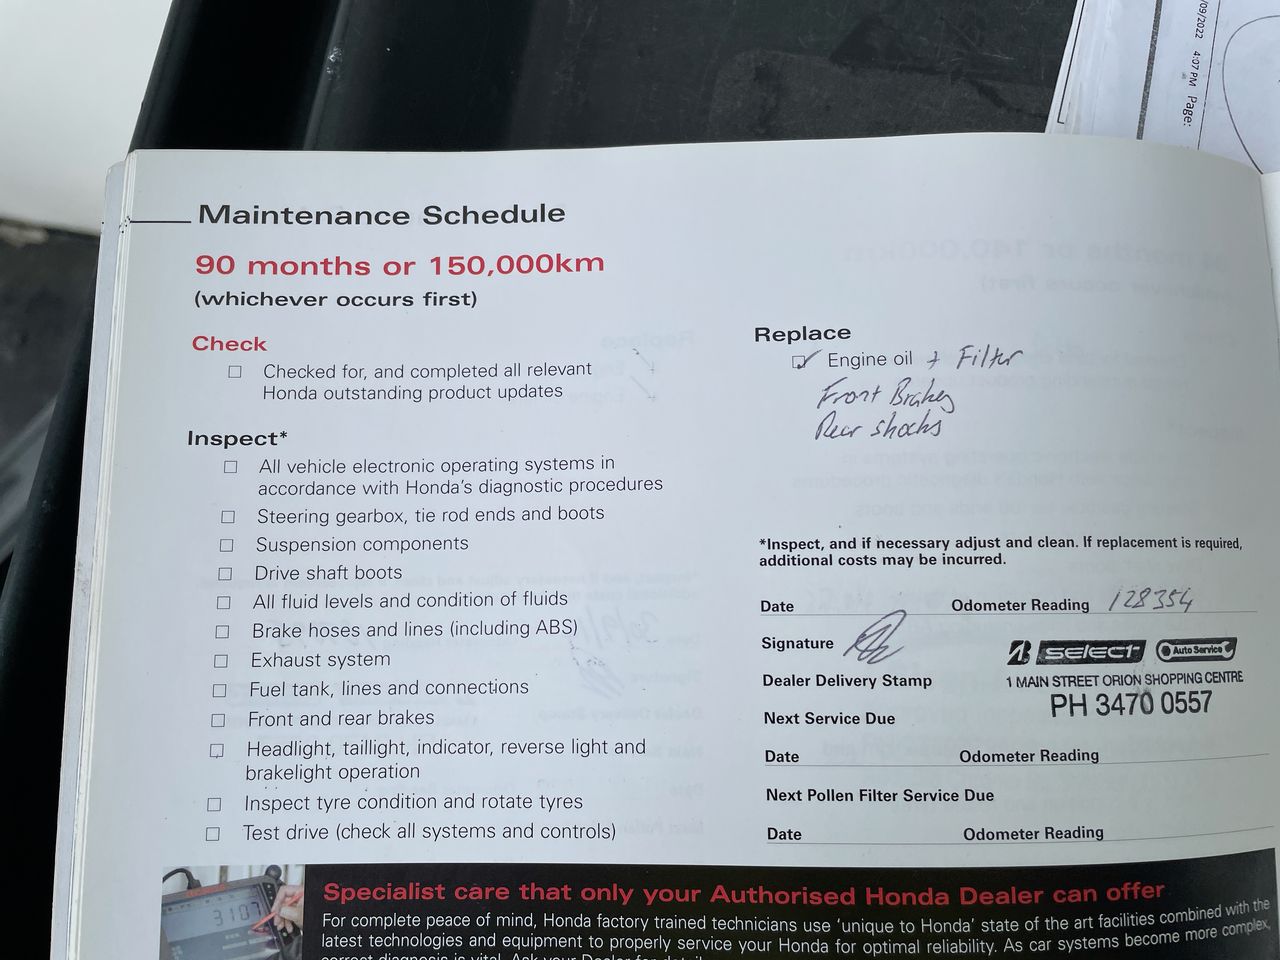 /09/2022 4:07 PM Page:
Maintenance Schedule
90 months or 150,000km
(whichever occurs first)
Check
Checked for, and completed all relevant
Honda outstanding product updates
Inspect*
All vehicle electronic operating systems in
accordance with Honda's diagnostic procedures
Steering gearbox, tie rod ends and boots
Suspension components
Drive shaft boots
All fluid levels and condition of fluids
Brake hoses and lines (including ABS)
Exhaust system
Fuel tank, lines and connections
Front and rear brakes
Headlight, taillight, indicator, reverse light and
brakelight operation
Inspect tyre condition and rotate tyres
Test drive (check all systems and controls)
Replace
Engine oil + Filter
Front Brakes
Rear shocks
*Inspect, and if necessary adjust and clean. If replacement is required,
additional costs may be incurred.
Date Odometer Reading 128354
Signature
SELECT Auto Service
1 MAIN STREET ORION SHOPPING CENTRE
Dealer Delivery Stamp
PH 3470 0557
Next Service Due
Date Odometer Reading
Next Pollen Filter Service Due
Date Odometer Reading
3107
Specialist care that only your Authorised Honda Dealer can offer
For complete peace of mind, Honda factory trained technicians use 'unique to Honda' state of the art facilities combined with the
latest technologies and equipment to properly service your Honda for optimal reliability. As car systems become more complex,